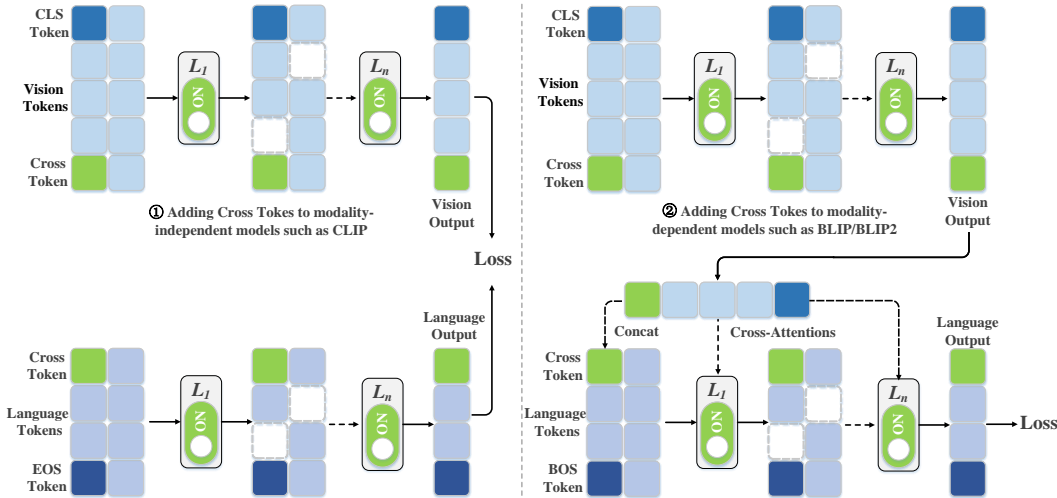 CLS
Token
L1
ON
Ln
ON
Vision
Tokens
Cross
Token
Vision
Output
① Adding Cross Tokes to modality-
independent models such as CLIP
Loss
Language
Output
Cross
Token
L1
ON
Ln
ON
Language
Tokens
EOS
Token
CLS
Token
L1
ON
Ln
ON
Vision
Tokens
Cross
Token
Vision
Output
② Adding Cross Tokes to modality-
dependent models such as BLIP/BLIP2
Concat
Cross-Attentions
Language
Output
Cross
Token
L1
ON
Ln
ON
Language
Tokens
Loss
BOS
Token